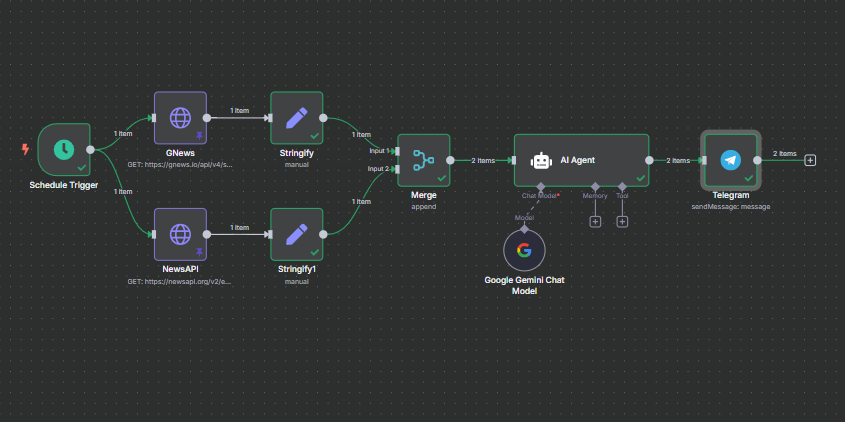 Schedule Trigger
1 Item
1 Item
GNews
GET: https://gnews.io/api/v4/s...
1 Item
Stringify
manual
1 Item
NewsAPI
GET: https://newsapi.org/v2/e...
1 Item
Stringify1
manual
1 Item
Input 1
Input 2
Merge
append
2 Items
AI Agent
Chat Model*
Memory
Tool
Model
Google Gemini Chat
Model
2 Items
Telegram
sendMessage: message
2 Items